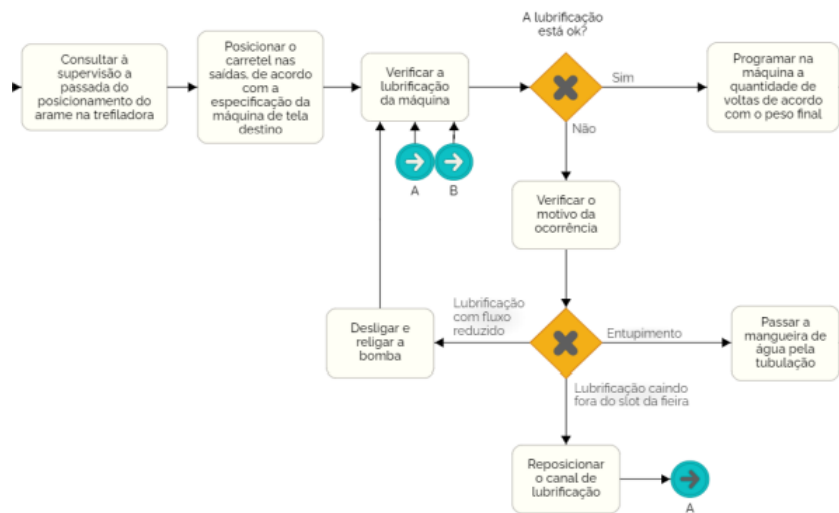 Consultar à
supervisão a
passada do
posicionamento do
arame na trefiladora
Posicionar o
carretel nas
saídas, de acordo
com a
especificação da
máquina de tela
destino
Verificar a
lubrificação
da máquina
A lubrificação
está ok?
Sim
Programar na
máquina a
quantidade de
voltas de acordo
com o peso final
Não
A
B
Verificar o
motivo da
ocorrência
Lubrificação
com fluxo
reduzido
Desligar e
religar a
bomba
Entupimento
Passar a
mangueira de
água pela
tubulação
Lubrificação caindo
fora do slot da fieira
Reposicionar
o canal de
lubrificação
A